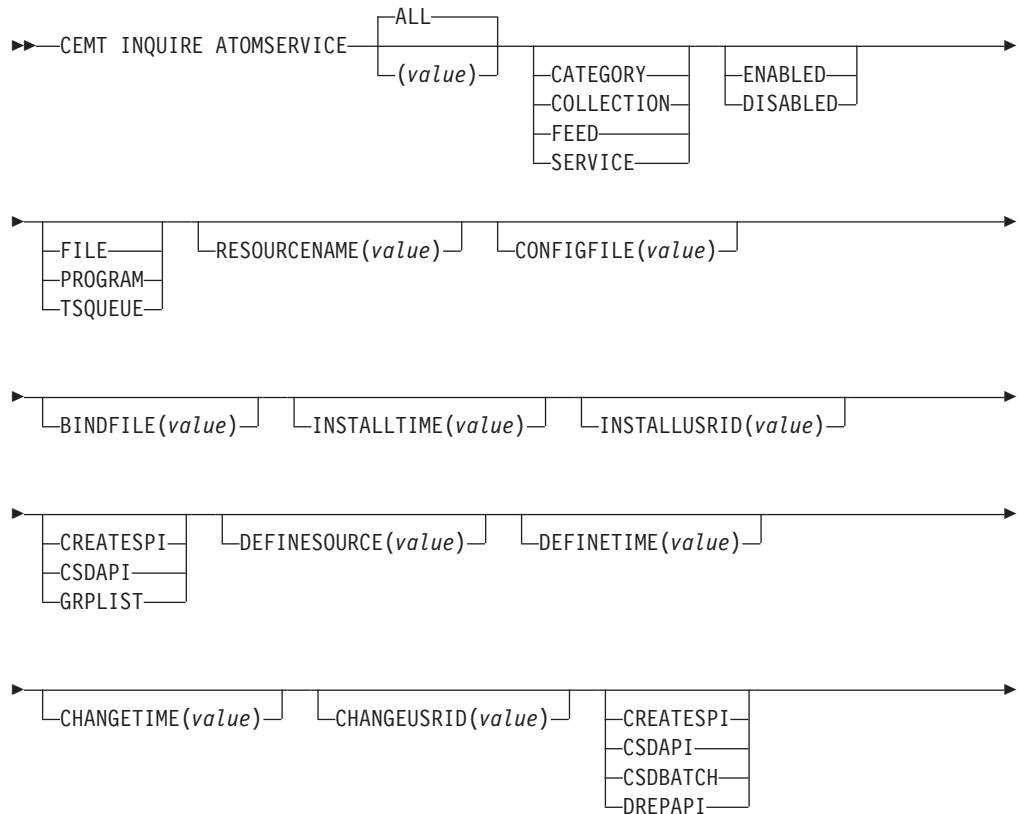 ALL
CEMT INQUIRE ATOMSERVICE
(value)
CATEGORY
COLLECTION
FEED
SERVICE
ENABLED
DISABLED
FILE
PROGRAM
TSQUEUE
RESOURCENAME(value)
CONFIGFILE(value)
BINDFILE(value)
INSTALLTIME(value)
INSTALLUSRID(value)
CREATESPI
CSDAPI
GRPLIST
DEFINESOURCE(value)
DEFINETIME(value)
CHANGETIME(value)
CHANGEUSRID(value)
CREATESPI
CSDAPI
CSDBATCH
DREPAPI